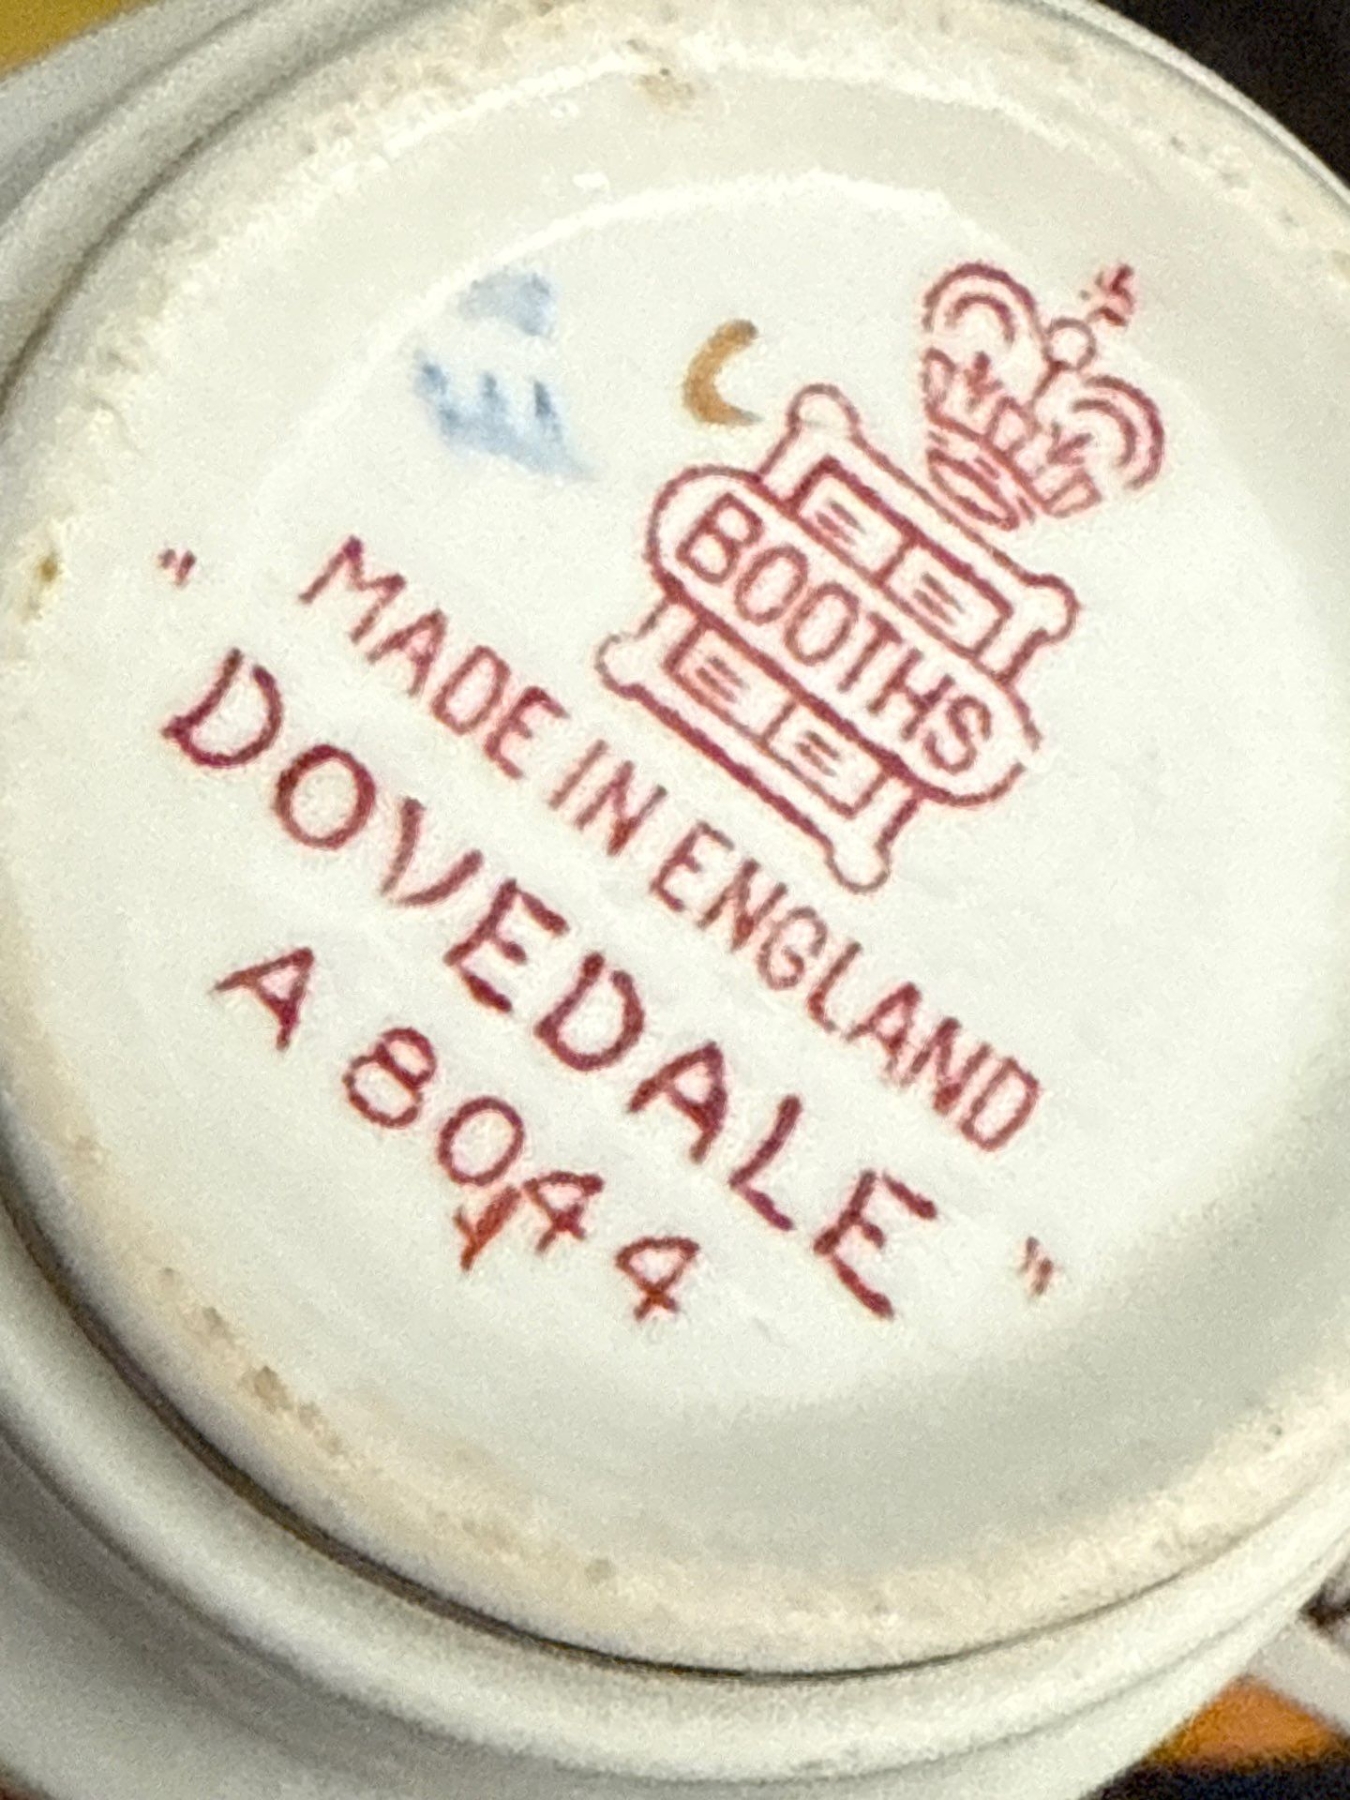 BOOTHS
MADE IN ENGLAND
"DOVEDALE"
A 8044
Y